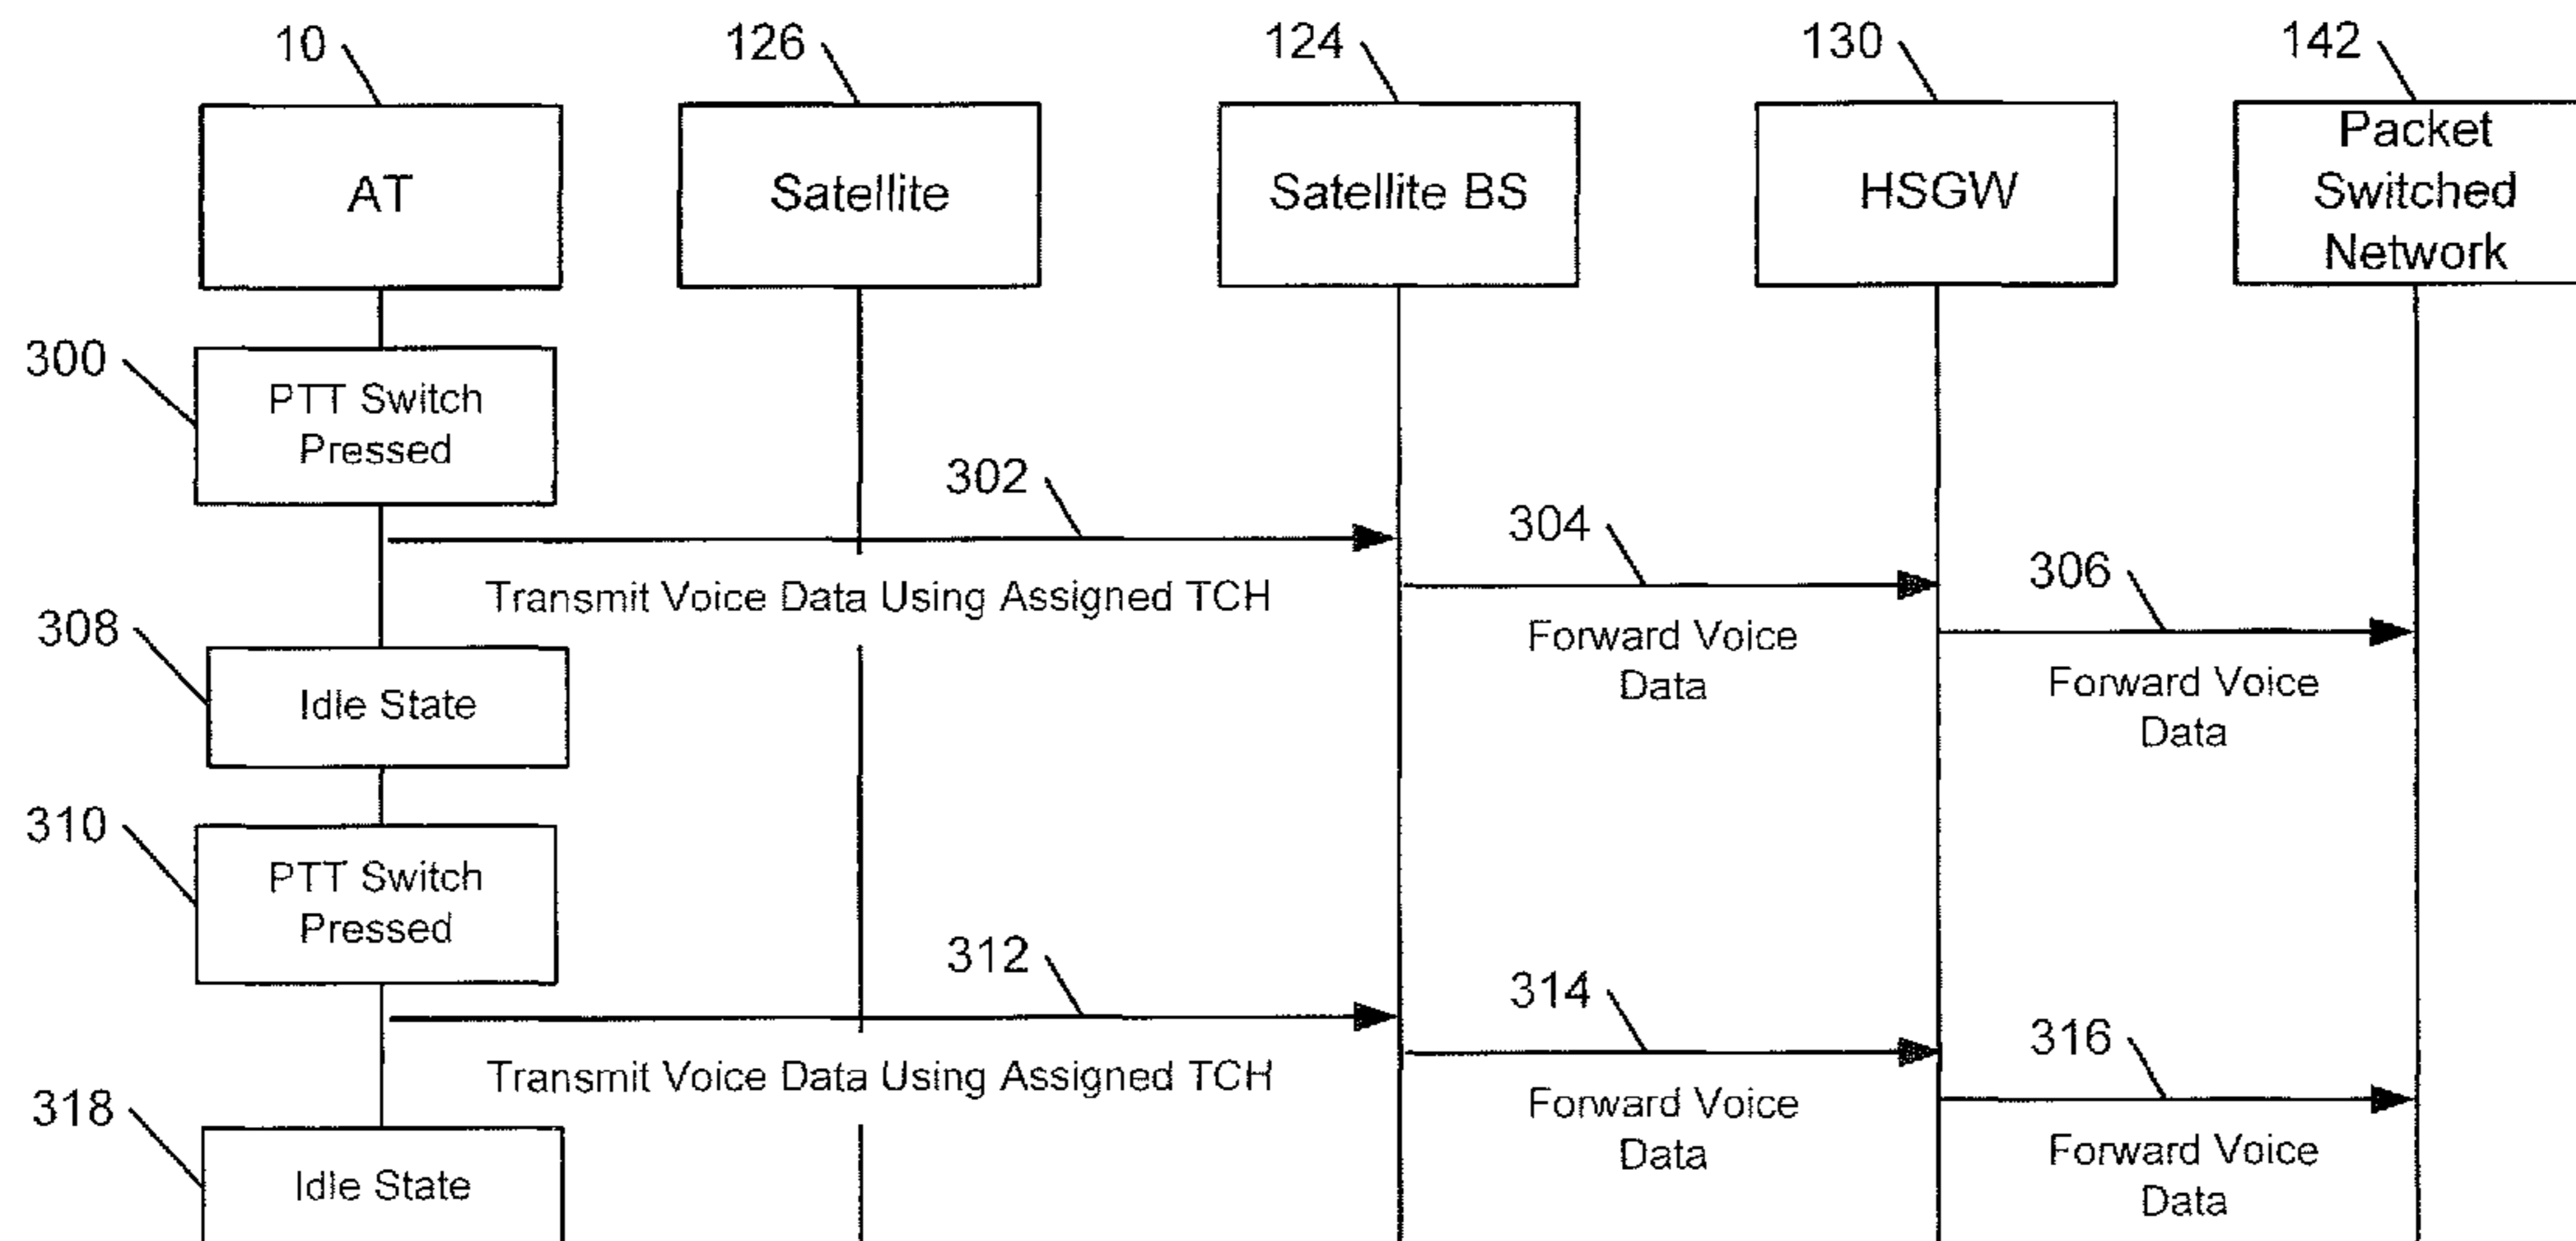 10
126
124
130
142
AT
Satellite
Satellite BS
HSGW
Packet
Switched
Network
300
PTT Switch
Pressed
302
Transmit Voice Data Using Assigned TCH
304
Forward Voice
Data
306
Forward Voice
Data
308
Idle State
310
PTT Switch
Pressed
312
Transmit Voice Data Using Assigned TCH
314
Forward Voice
Data
316
Forward Voice
Data
318
Idle State